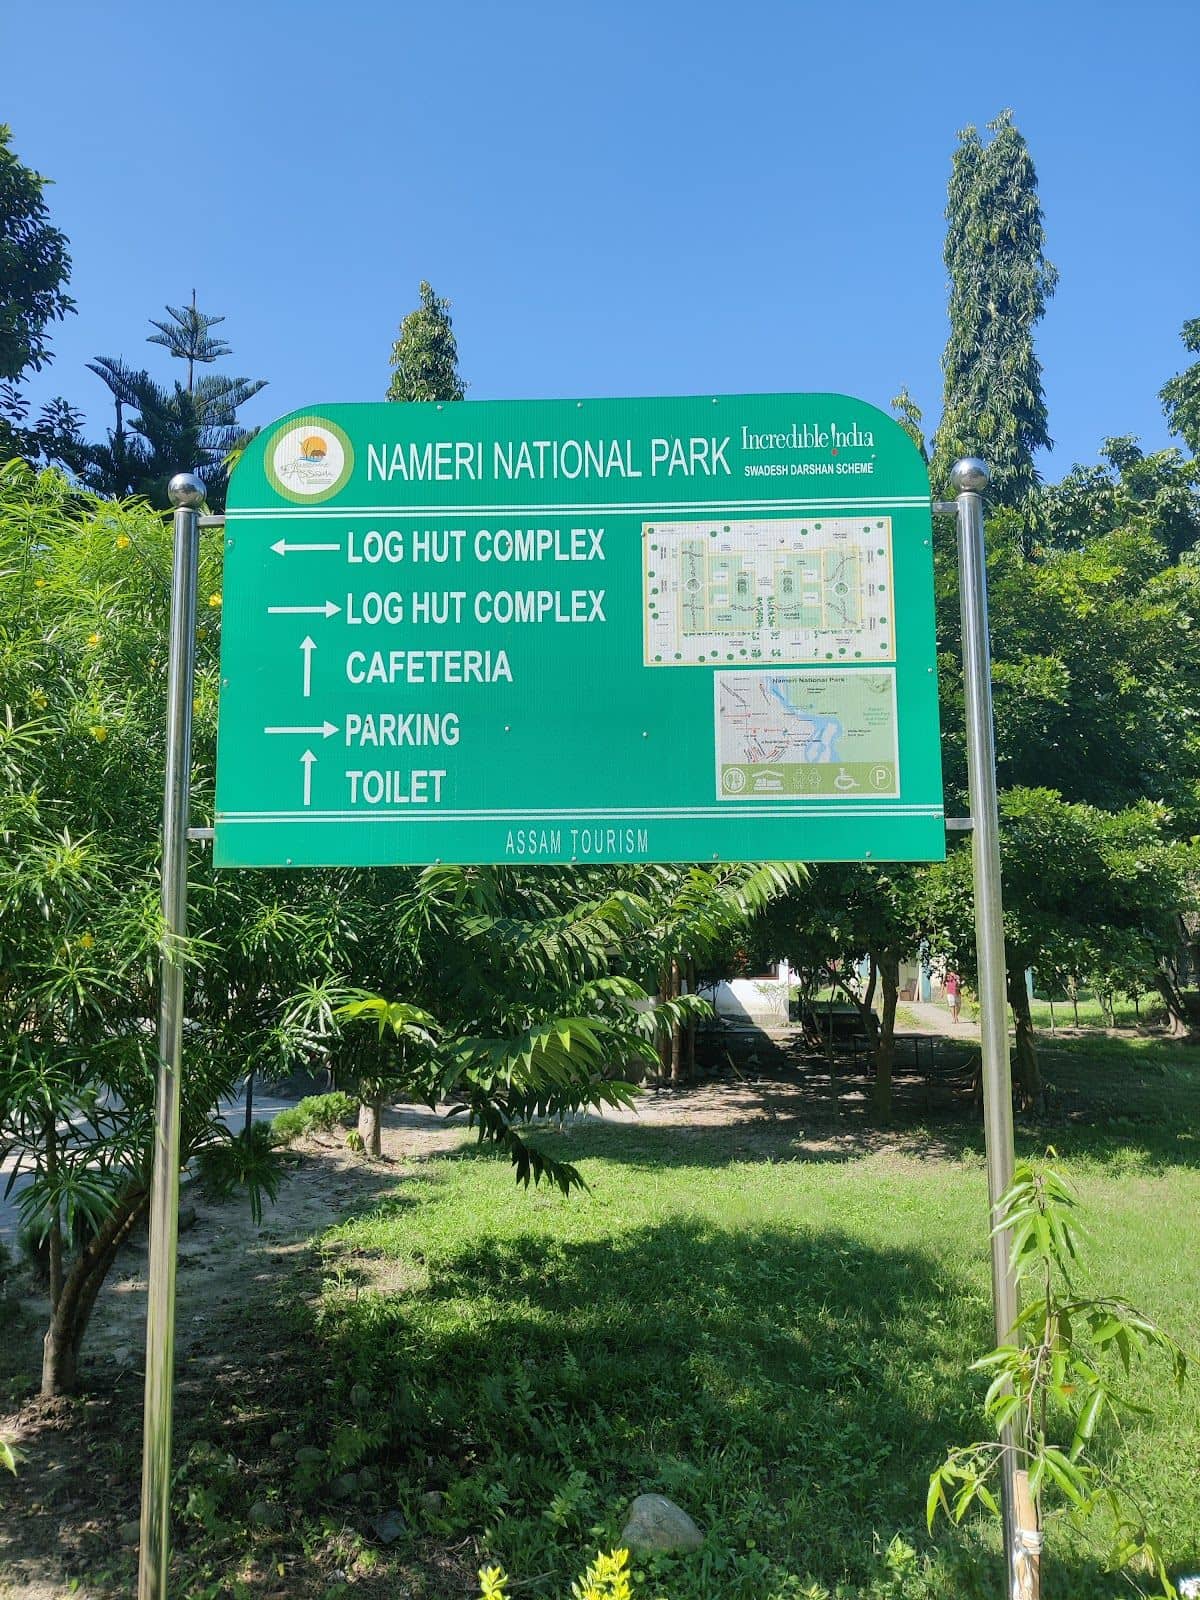 NAMERI NATIONAL PARK
Incredible !ndia
SWADESH DARSHAN SCHEME
← LOG HUT COMPLEX
→ LOG HUT COMPLEX
↑ CAFETERIA
→ PARKING
↑ TOILET
Nameri National Park
P
ASSAM TOURISM